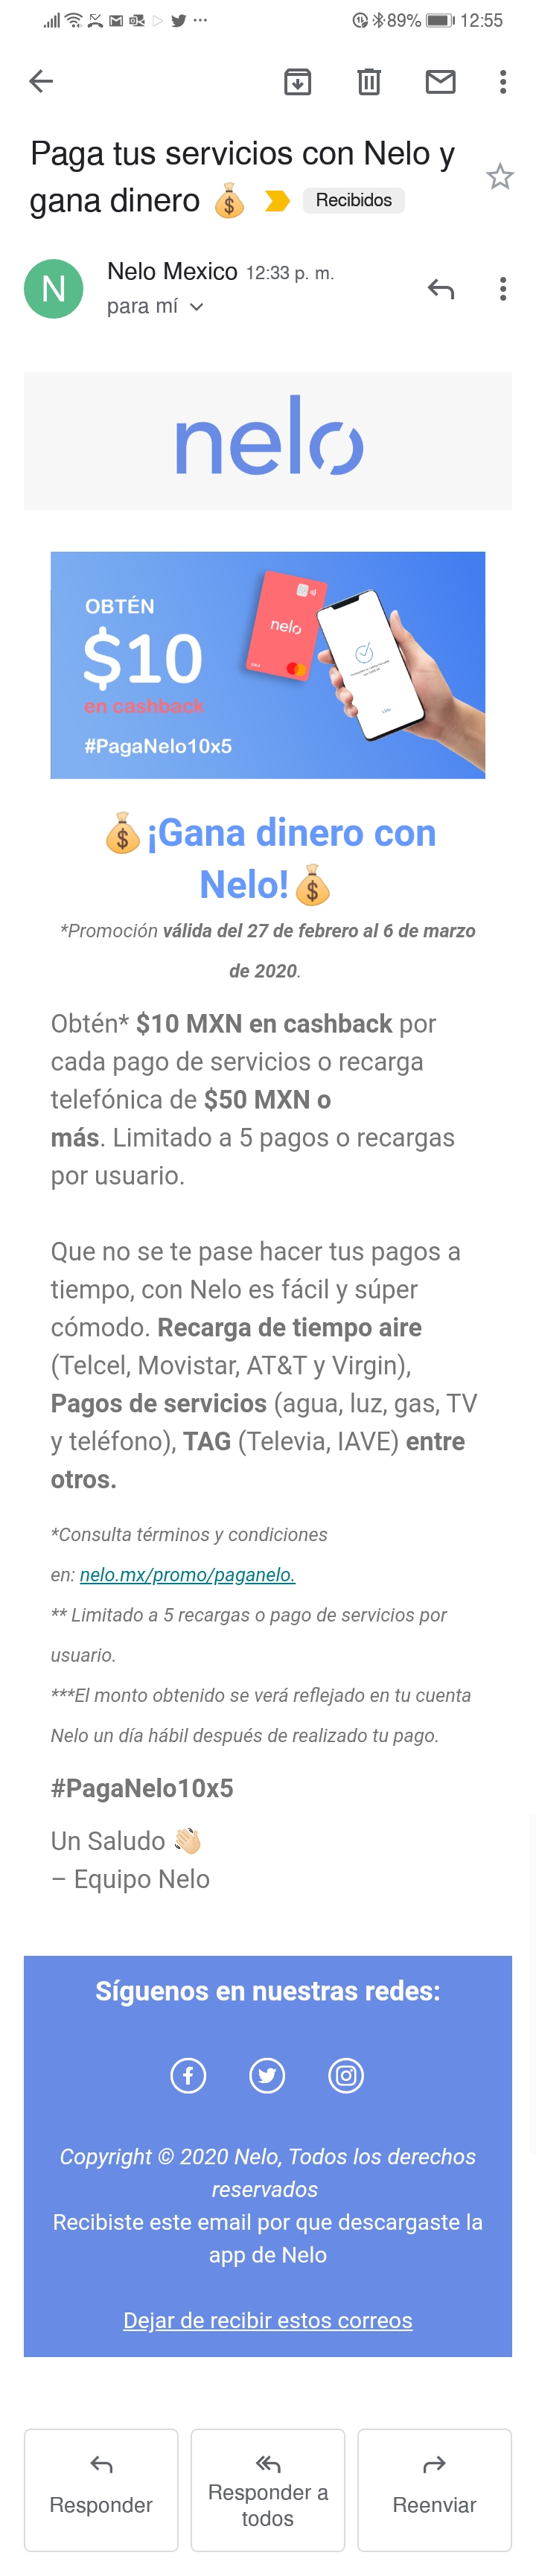 89% 12:55
Paga tus servicios con Nelo y
gana dinero 💰 Recibidos
N
Nelo Mexico 12:33 p. m.
para mí
nelo
OBTÉN
$10
en cashback
#PagaNelo10x5
nelo
💰¡Gana dinero con
Nelo!💰
*Promoción válida del 27 de febrero al 6 de marzo
de 2020.
Obtén* $10 MXN en cashback por
cada pago de servicios o recarga
telefónica de $50 MXN o
más. Limitado a 5 pagos o recargas
por usuario.
Que no se te pase hacer tus pagos a
tiempo, con Nelo es fácil y súper
cómodo. Recarga de tiempo aire
(Telcel, Movistar, AT&T y Virgin),
Pagos de servicios (agua, luz, gas, TV
y teléfono), TAG (Televia, IAVE) entre
otros.
*Consulta términos y condiciones
en: nelo.mx/promo/paganelo.
** Limitado a 5 recargas o pago de servicios por
usuario.
***El monto obtenido se verá reflejado en tu cuenta
Nelo un día hábil después de realizado tu pago.
#PagaNelo10x5
Un Saludo 👋🏻
– Equipo Nelo
Síguenos en nuestras redes:
Copyright © 2020 Nelo, Todos los derechos
reservados
Recibiste este email por que descargaste la
app de Nelo
Dejar de recibir estos correos
Responder
Responder a
todos
Reenviar